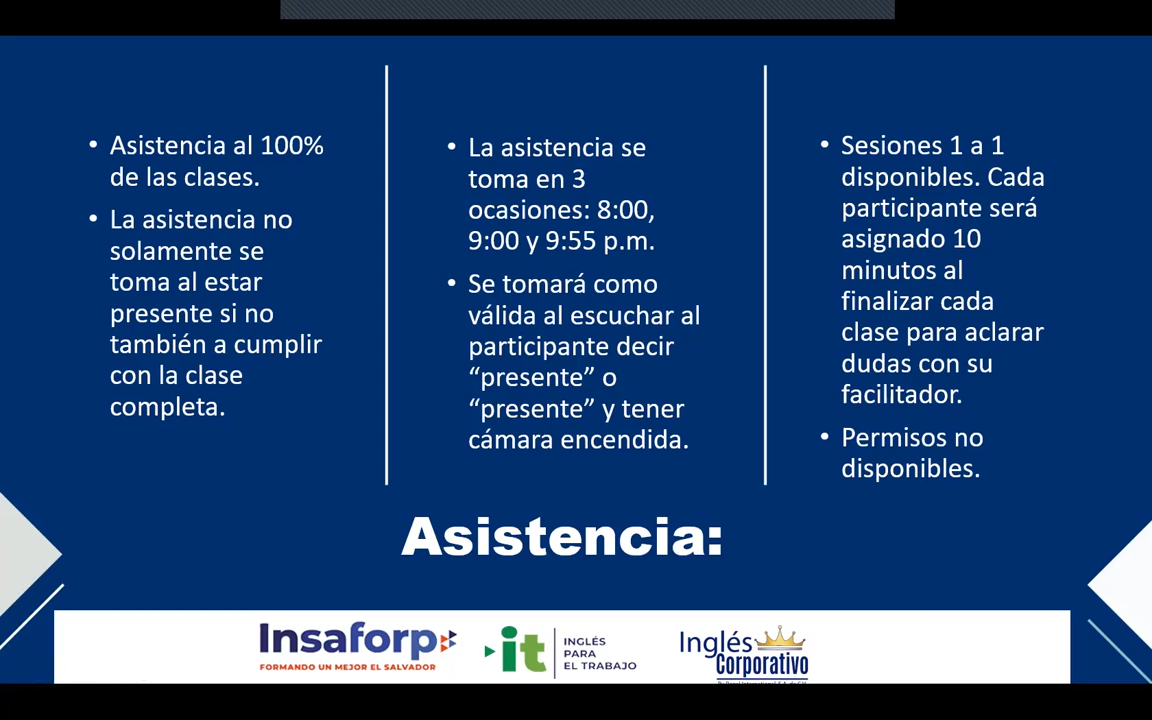 • Asistencia al 100%
de las clases.
• La asistencia no
solamente se
toma al estar
presente si no
también a cumplir
con la clase
completa.
• La asistencia se
toma en 3
ocasiones: 8:00,
9:00 y 9:55 p.m.
• Se tomará como
válida al escuchar al
participante decir
“presente” o
“presente” y tener
cámara encendida.
• Sesiones 1 a 1
disponibles. Cada
participante será
asignado 10
minutos al
finalizar cada
clase para aclarar
dudas con su
facilitador.
• Permisos no
disponibles.
Asistencia:
Insaforp
FORMANDO UN MEJOR EL SALVADOR
it
INGLÉS
PARA
EL TRABAJO
Inglés
Corporativo